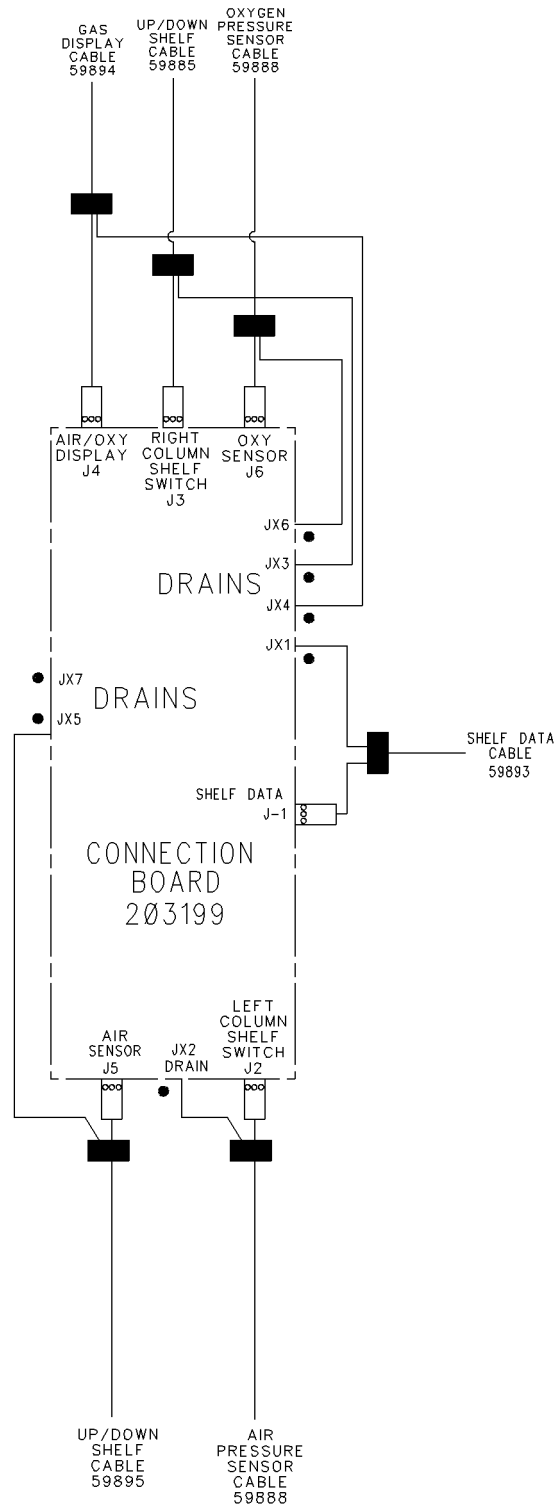 GAS
DISPLAY
CABLE
59894
UP/DOWN
SHELF
CABLE
59885
OXYGEN
PRESSURE
SENSOR
CABLE
59888
AIR/OXY
DISPLAY
J4
RIGHT
COLUMN
SHELF
SWITCH
J3
OXY
SENSOR
J6
JX6
JX3
DRAINS
JX4
JX1
JX7
DRAINS
JX5
SHELF DATA
CABLE
59893
SHELF DATA
J-1
CONNECTION
BOARD
2Ø3199
AIR
SENSOR
J5
JX2
DRAIN
LEFT
COLUMN
SHELF
SWITCH
J2
UP/DOWN
SHELF
CABLE
59895
AIR
PRESSURE
SENSOR
CABLE
59888